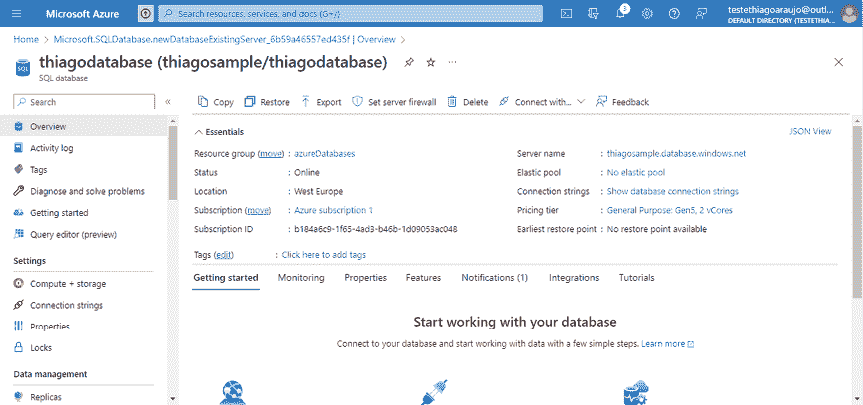 Microsoft Azure
Search resources, services, and docs (G+/)
3
testethiagoaraujo@outl...
DEFAULT DIRECTORY (TESTETHIA...
Home > Microsoft.SQLDatabase.newDatabaseExistingServer_6b59a46557ed435f | Overview >
SQL
thiagodatabase (thiagosample/thiagodatabase)
SQL database
Search
Copy Restore Export Set server firewall Delete Connect with... Feedback
Overview
Activity log
Tags
Diagnose and solve problems
Getting started
Query editor (preview)
Settings
Compute + storage
Connection strings
Properties
Locks
Data management
Replicas
Essentials
JSON View
Resource group (move) : azureDatabases
Status : Online
Location : West Europe
Subscription (move) : Azure subscription 1
Subscription ID : b184a6c9-1f65-4ad3-b46b-1d09053ac048
Server name : thiagosample.database.windows.net
Elastic pool : No elastic pool
Connection strings : Show database connection strings
Pricing tier : General Purpose: Gen5, 2 vCores
Earliest restore point : No restore point available
Tags (edit) : Click here to add tags
Getting started Monitoring Properties Features Notifications (1) Integrations Tutorials
Start working with your database
Connect to your database and start working with data with a few simple steps. Learn more